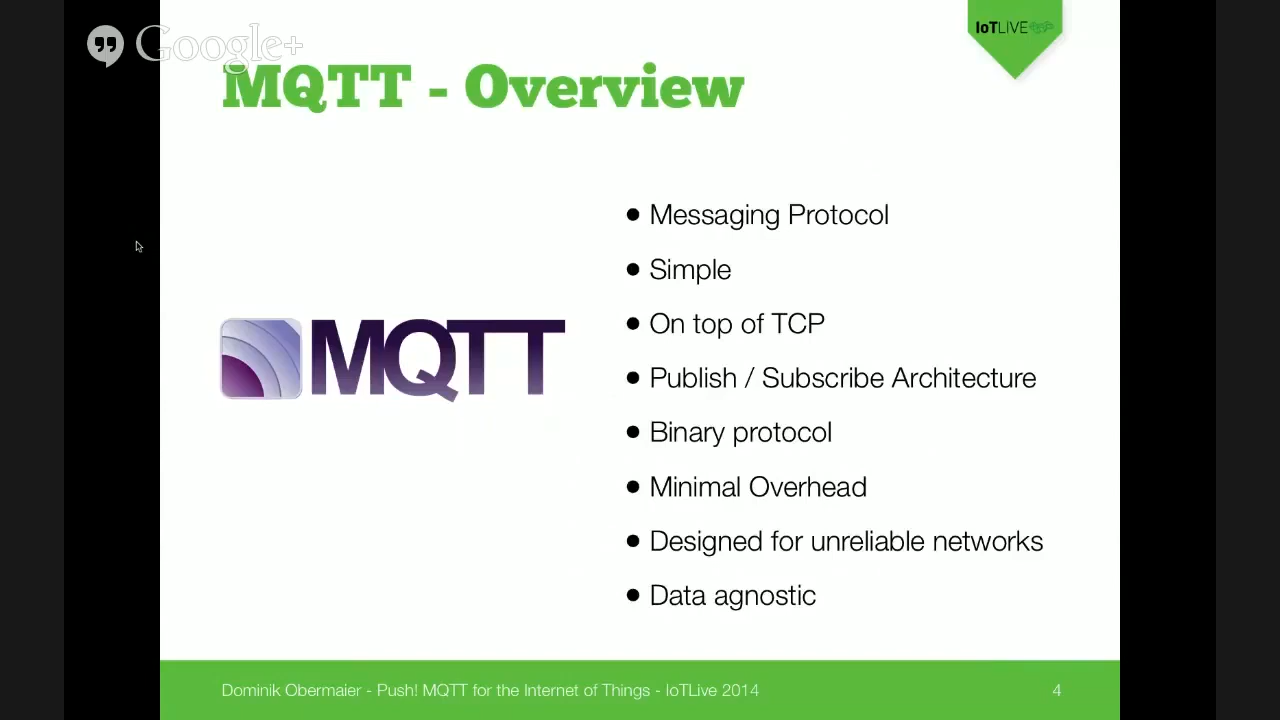 Google+
IoTLIVE
MQTT - Overview
● Messaging Protocol
● Simple
● On top of TCP
● Publish / Subscribe Architecture
● Binary protocol
● Minimal Overhead
● Designed for unreliable networks
● Data agnostic
MQTT
Dominik Obermaier - Push! MQTT for the Internet of Things - IoTLive 2014
4